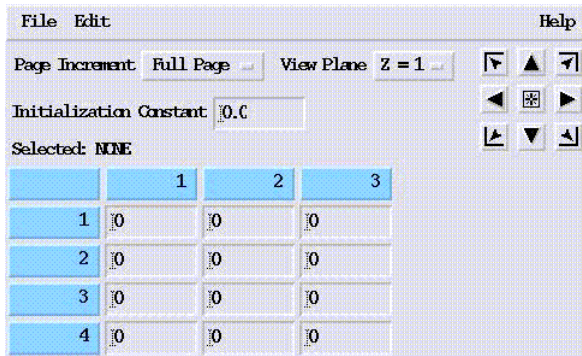 File Edit Help
Page Increment Full Page View Plane Z = 1
Initialization Constant 0.0
Selected: NONE
1 2 3
1 0 0 0
2 0 0 0
3 0 0 0
4 0 0 0